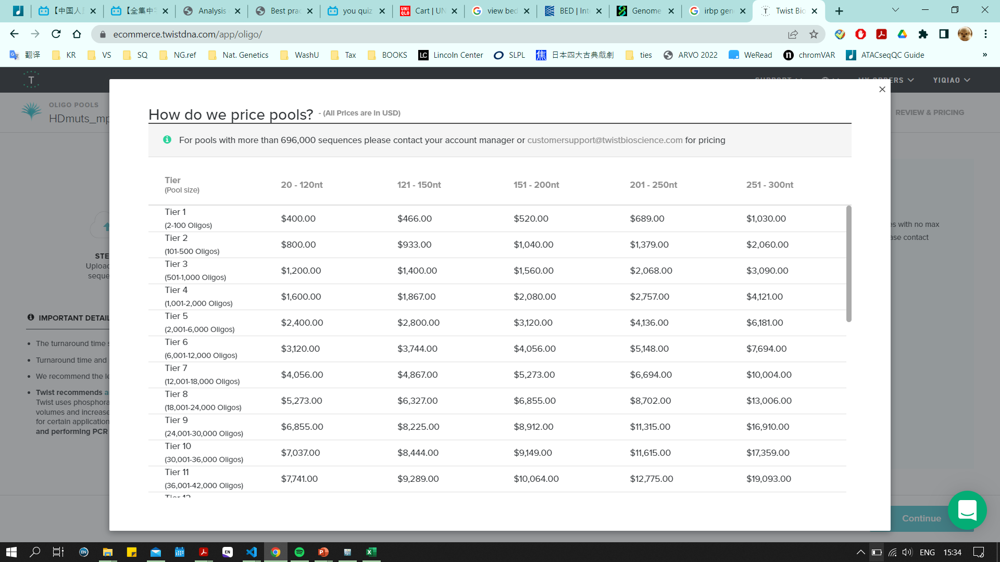 【中国人
【全集中
Analysis
Best prac
you quiz
Cart | UN
view bed
BED | Int
Genome
irbp gen
Twist Bio
ecommerce.twistdna.com/app/oligo/
翻译
KR
VS
SQ
NG.ref
Nat. Genetics
WashU
Tax
BOOKS
LC Lincoln Center
SLPL
焦 日本四大古典戲劇
ties
ARVO 2022
WeRead
n chromVAR
ATACseqQC Guide
»
T
SUPPORT
MY ORDERS
YIQIAO
OLIGO POOLS
HDmuts_mp
REVIEW & PRICING
How do we price pools? - (All Prices are in USD)
For pools with more than 696,000 sequences please contact your account manager or customersupport@twistbioscience.com for pricing
Tier
(Pool size)
20 - 120nt 121 - 150nt 151 - 200nt 201 - 250nt 251 - 300nt
Tier 1
(2-100 Oligos)
$400.00 $466.00 $520.00 $689.00 $1,030.00
Tier 2
(101-500 Oligos)
$800.00 $933.00 $1,040.00 $1,379.00 $2,060.00
Tier 3
(501-1,000 Oligos)
$1,200.00 $1,400.00 $1,560.00 $2,068.00 $3,090.00
Tier 4
(1,001-2,000 Oligos)
$1,600.00 $1,867.00 $2,080.00 $2,757.00 $4,121.00
Tier 5
(2,001-6,000 Oligos)
$2,400.00 $2,800.00 $3,120.00 $4,136.00 $6,181.00
Tier 6
(6,001-12,000 Oligos)
$3,120.00 $3,744.00 $4,056.00 $5,148.00 $7,694.00
Tier 7
(12,001-18,000 Oligos)
$4,056.00 $4,867.00 $5,273.00 $6,694.00 $10,004.00
Tier 8
(18,001-24,000 Oligos)
$5,273.00 $6,327.00 $6,855.00 $8,702.00 $13,006.00
Tier 9
(24,001-30,000 Oligos)
$6,855.00 $8,225.00 $8,912.00 $11,315.00 $16,910.00
Tier 10
(30,001-36,000 Oligos)
$7,037.00 $8,444.00 $9,149.00 $11,615.00 $17,359.00
Tier 11
(36,001-42,000 Oligos)
$7,741.00 $9,289.00 $10,064.00 $12,775.00 $19,093.00
Tier 12
STE
Upload
seque
es with no max
ase contact
IMPORTANT DETAIL
The turnaround time s
Turnaround time and
We recommend the le
Twist recommends a
Twist uses phosphora
volumes and increase
for certain application
and performing PCR
Continue
EN
EN
ENG
15:34